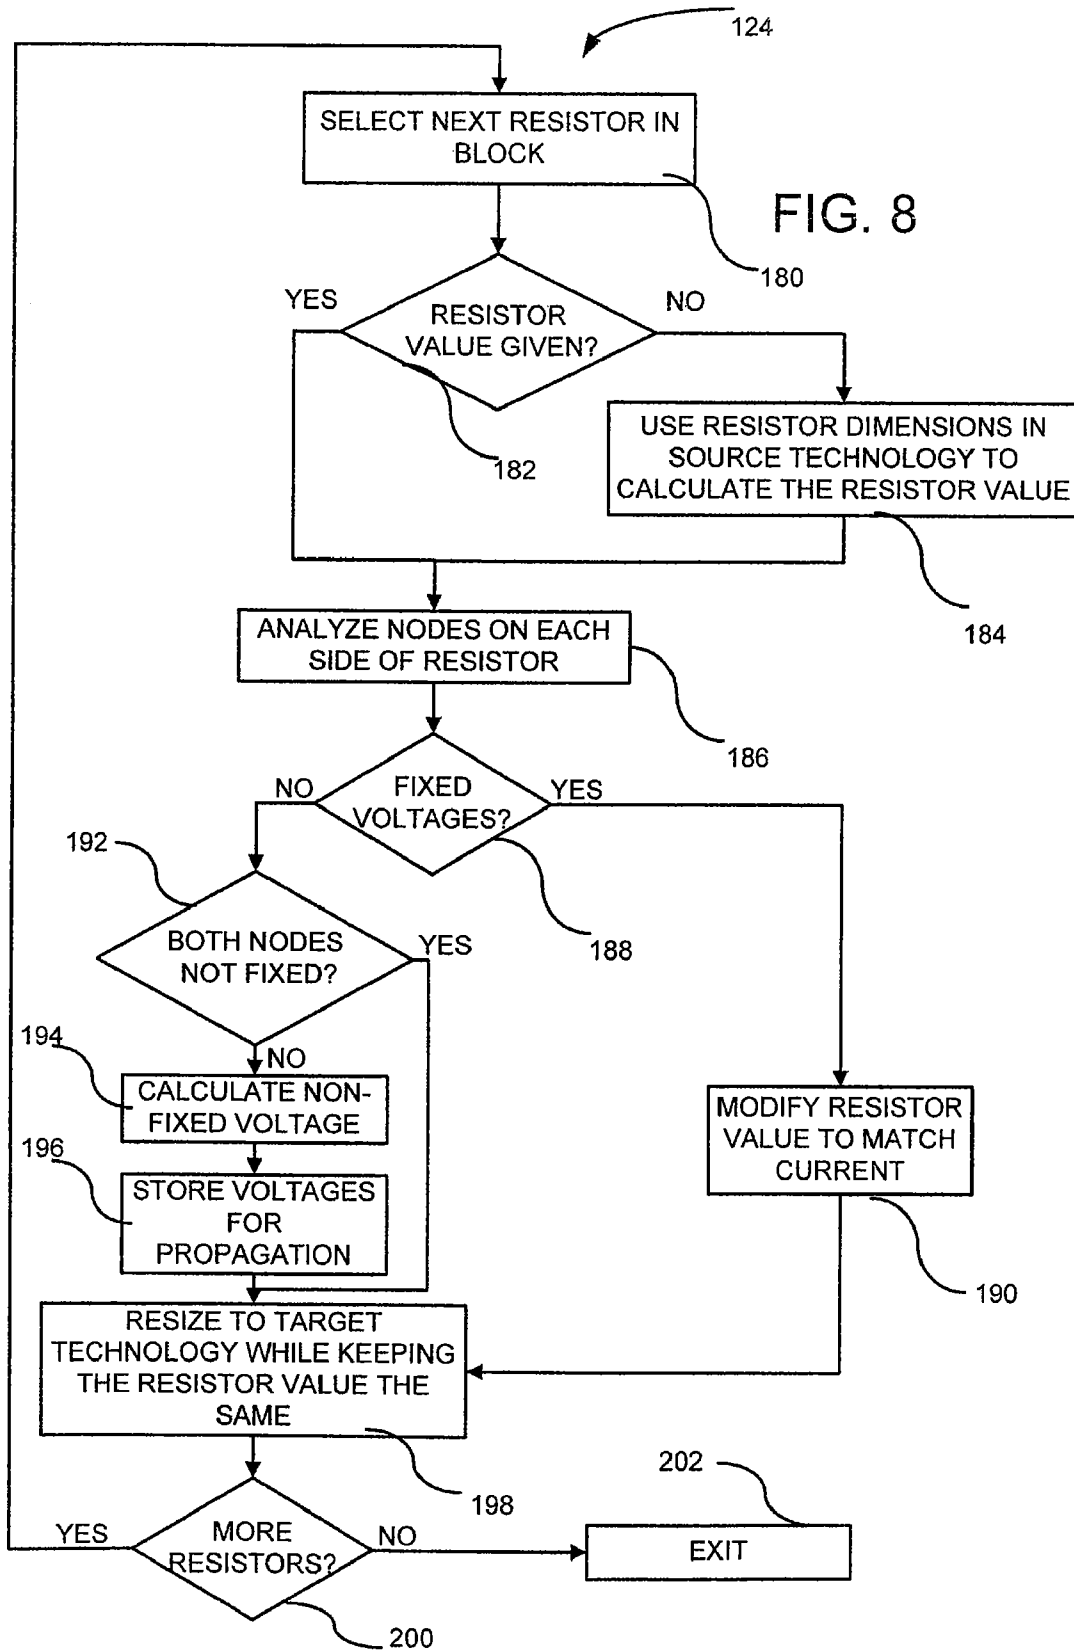 124
SELECT NEXT RESISTOR IN
BLOCK
FIG. 8
180
YES
NO
RESISTOR
VALUE GIVEN?
182
USE RESISTOR DIMENSIONS IN
SOURCE TECHNOLOGY TO
CALCULATE THE RESISTOR VALUE
184
ANALYZE NODES ON EACH
SIDE OF RESISTOR
186
NO
FIXED
VOLTAGES?
YES
188
192
BOTH NODES
NOT FIXED?
YES
194
NO
CALCULATE NON-
FIXED VOLTAGE
196
STORE VOLTAGES
FOR
PROPAGATION
MODIFY RESISTOR
VALUE TO MATCH
CURRENT
190
RESIZE TO TARGET
TECHNOLOGY WHILE KEEPING
THE RESISTOR VALUE THE
SAME
198
202
YES
MORE
RESISTORS?
NO
EXIT
200